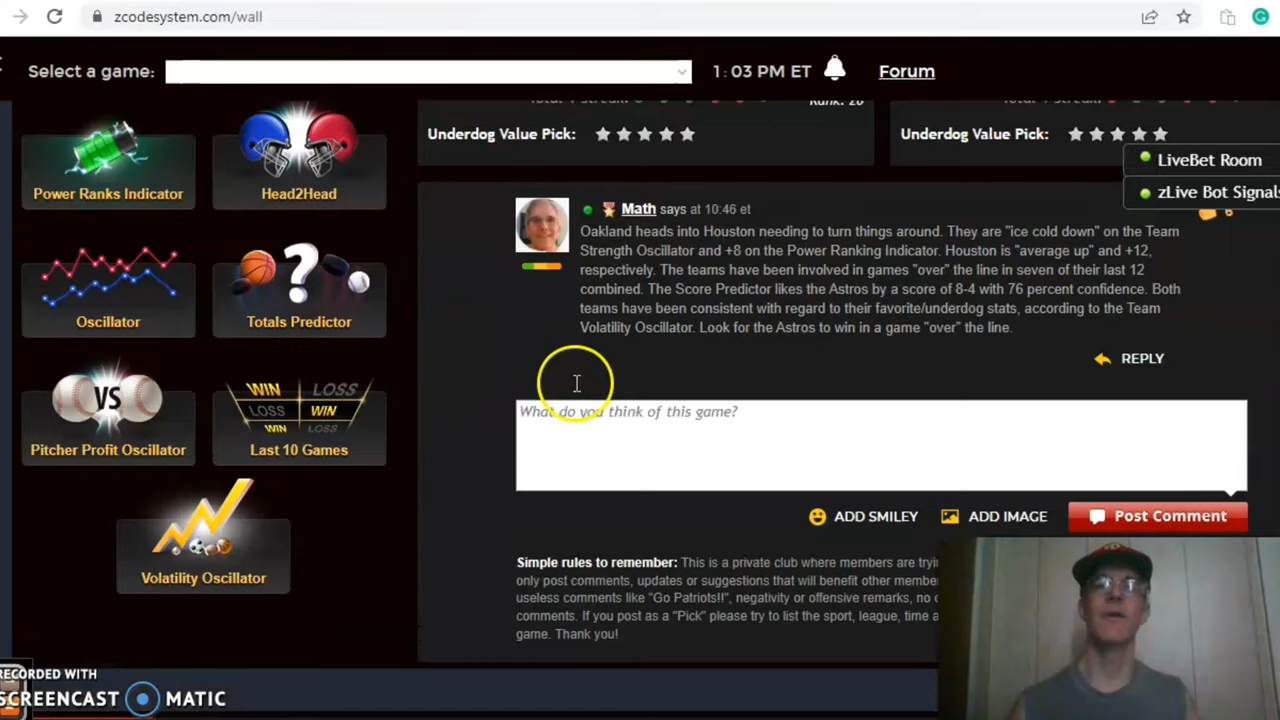 zcodesystem.com/wall
Select a game:
1:03 PM ET
Forum
Rank: 20
Underdog Value Pick:
Underdog Value Pick:
LiveBet Room
zLive Bot Signals
Power Ranks Indicator
Head2Head
Math says at 10:46 et
6
Oakland heads into Houston needing to turn things around. They are "ice cold down" on the Team
Strength Oscillator and +8 on the Power Ranking Indicator. Houston is "average up" and +12,
respectively. The teams have been involved in games "over" the line in seven of their last 12
combined. The Score Predictor likes the Astros by a score of 8-4 with 76 percent confidence. Both
teams have been consistent with regard to their favorite/underdog stats, according to the Team
Volatility Oscillator. Look for the Astros to win in a game "over" the line.
REPLY
Oscillator
Totals Predictor
What do you think of this game?
VS
WIN LOSS
LOSS WIN
WIN LOSS
Pitcher Profit Oscillator
Last 10 Games
ADD SMILEY
ADD IMAGE
Post Comment
Volatility Oscillator
Simple rules to remember: This is a private club where members are tryi
only post comments, updates or suggestions that will benefit other membe
useless comments like "Go Patriots!!", negativity or offensive remarks, no c
comments. If you post as a "Pick" please try to list the sport, league, time a
game. Thank you!
RECORDED WITH
SCREENCAST MATIC